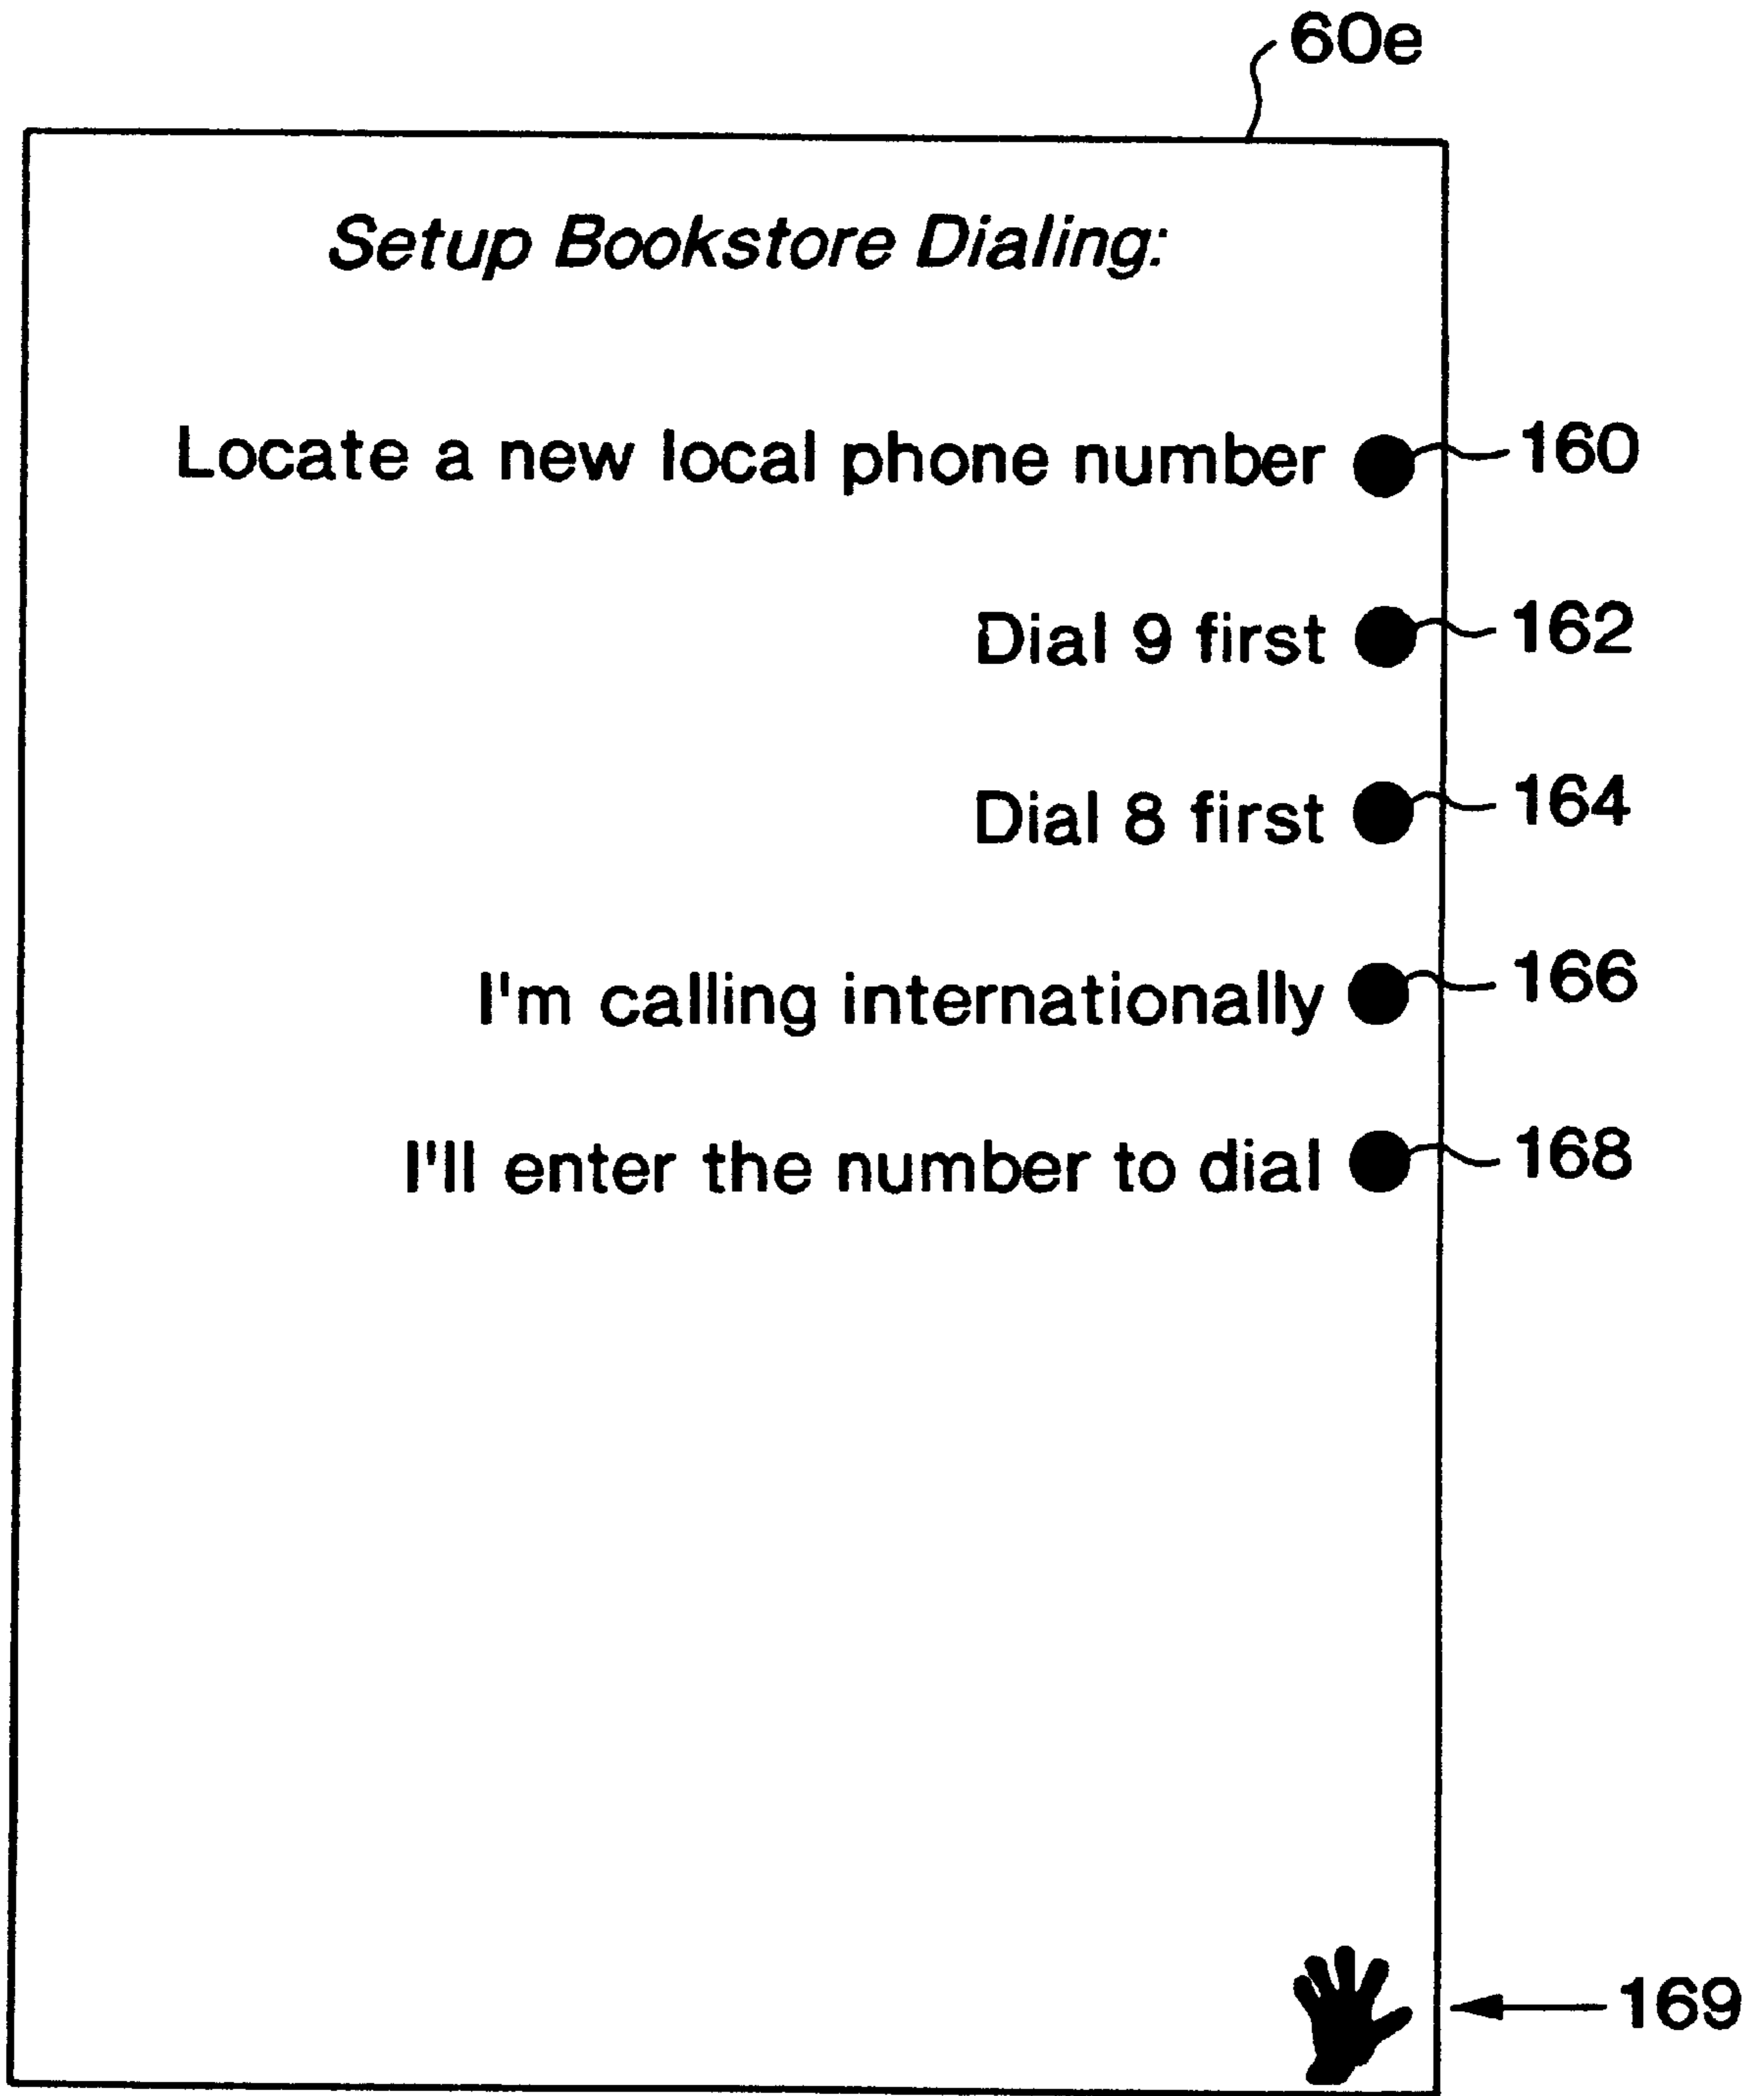 60e
Setup Bookstore Dialing:
Locate a new local phone number 160
Dial 9 first 162
Dial 8 first 164
I'm calling internationally 166
I'll enter the number to dial 168
169